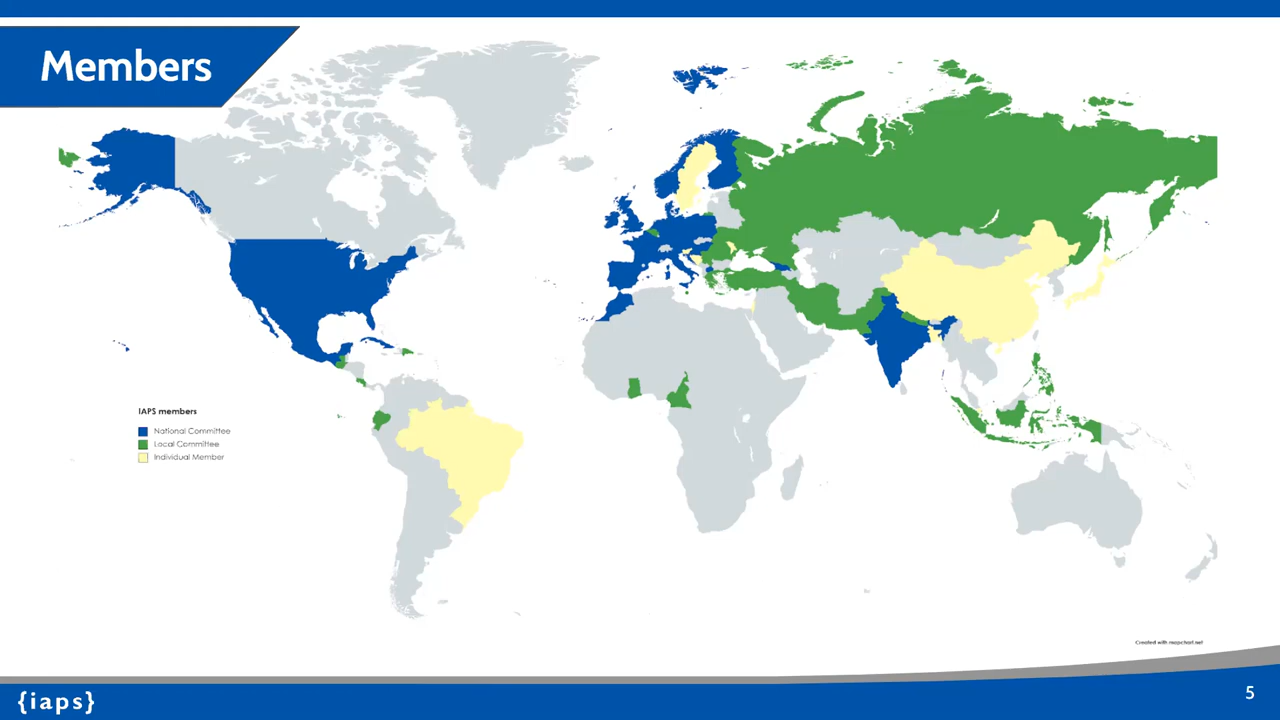 Members
IAPS members
National Committee
Local Committee
Individual Member
Created with mapchart.net
{iaps}
5